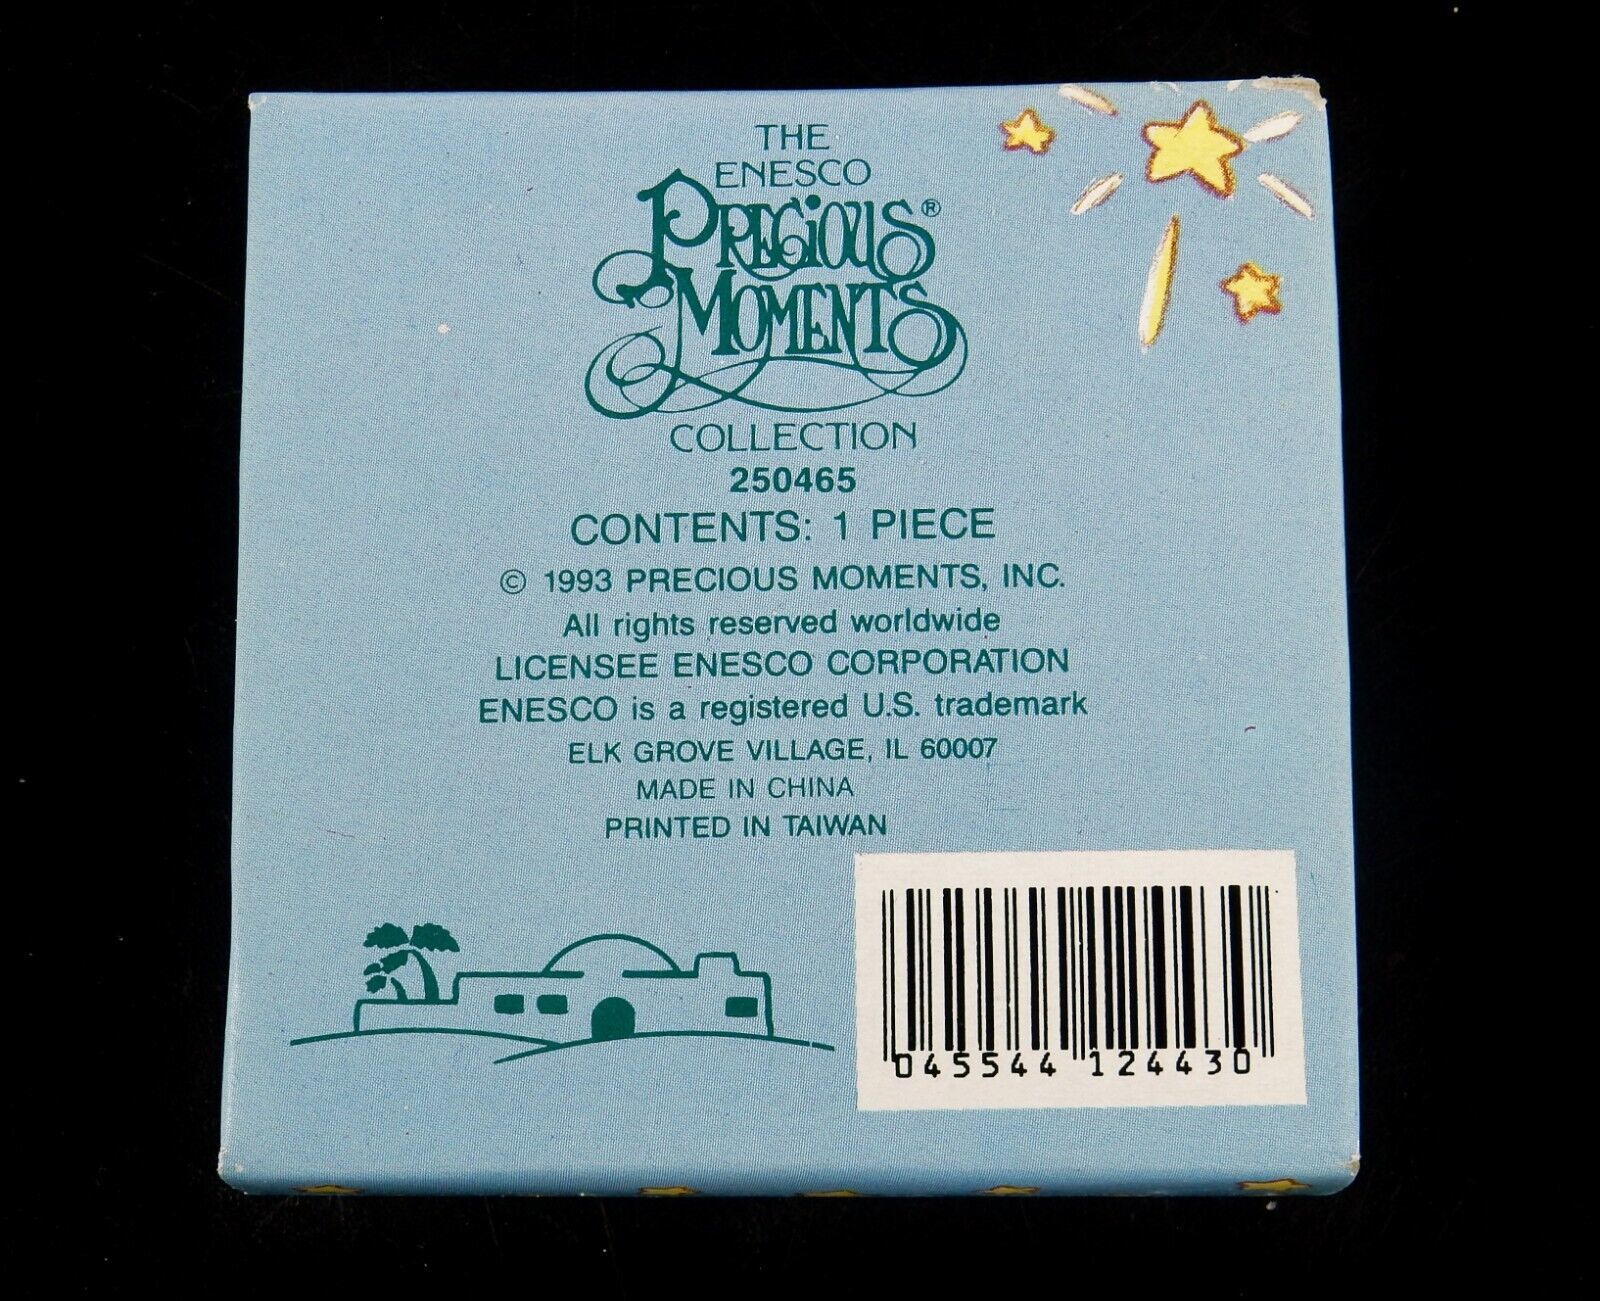 THE
ENESCO
PRECIOUS®
MOMENTS
COLLECTION
250465
CONTENTS: 1 PIECE
© 1993 PRECIOUS MOMENTS, INC.
All rights reserved worldwide
LICENSEE ENESCO CORPORATION
ENESCO is a registered U.S. trademark
ELK GROVE VILLAGE, IL 60007
MADE IN CHINA
PRINTED IN TAIWAN
045544 124430